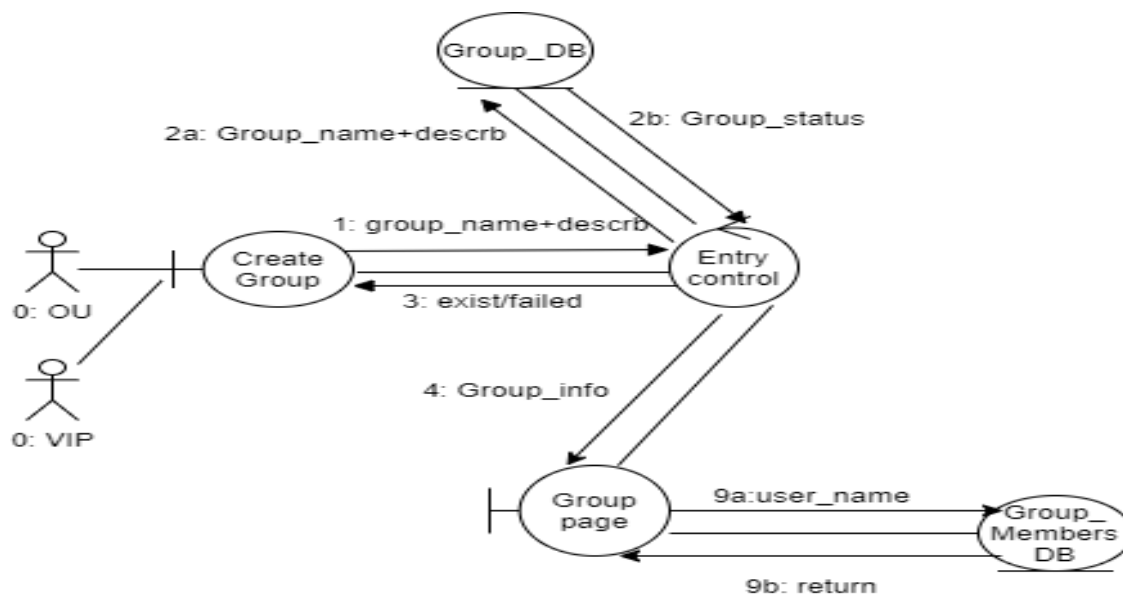 Group_DB
2a: Group_name+descrb
2b: Group_status
1: group_name+descrb
Create
Group
Entry
control
0: OU
3: exist/failed
4: Group_info
0: VIP
Group
page
9a:user_name
Group_
Members
DB
9b: return